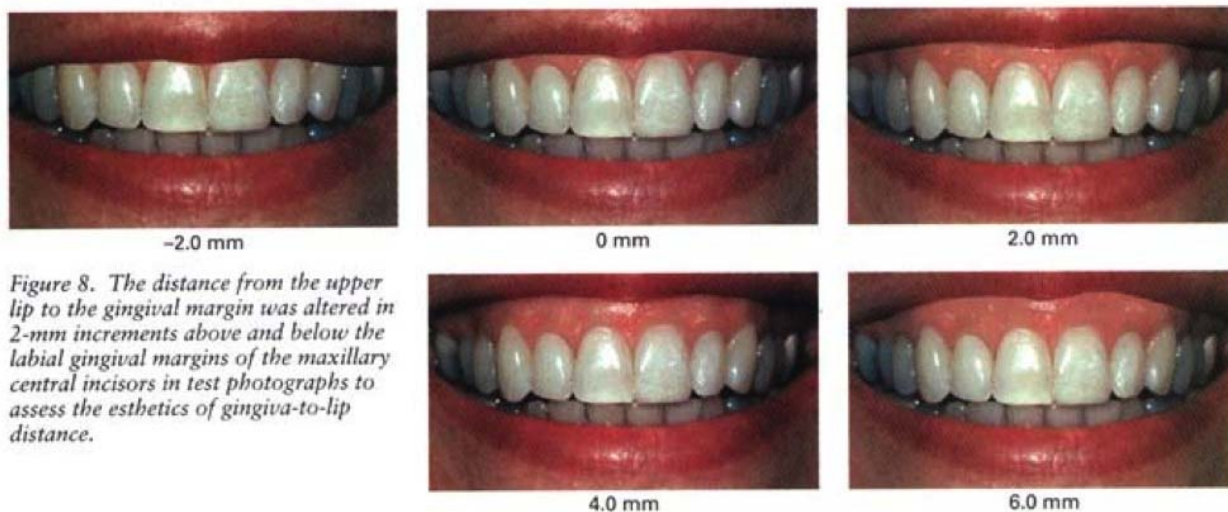 -2.0 mm
0 mm
2.0 mm
Figure 8. The distance from the upper
lip to the gingival margin was altered in
2-mm increments above and below the
labial gingival margins of the maxillary
central incisors in test photographs to
assess the esthetics of gingiva-to-lip
distance.
4.0 mm
6.0 mm